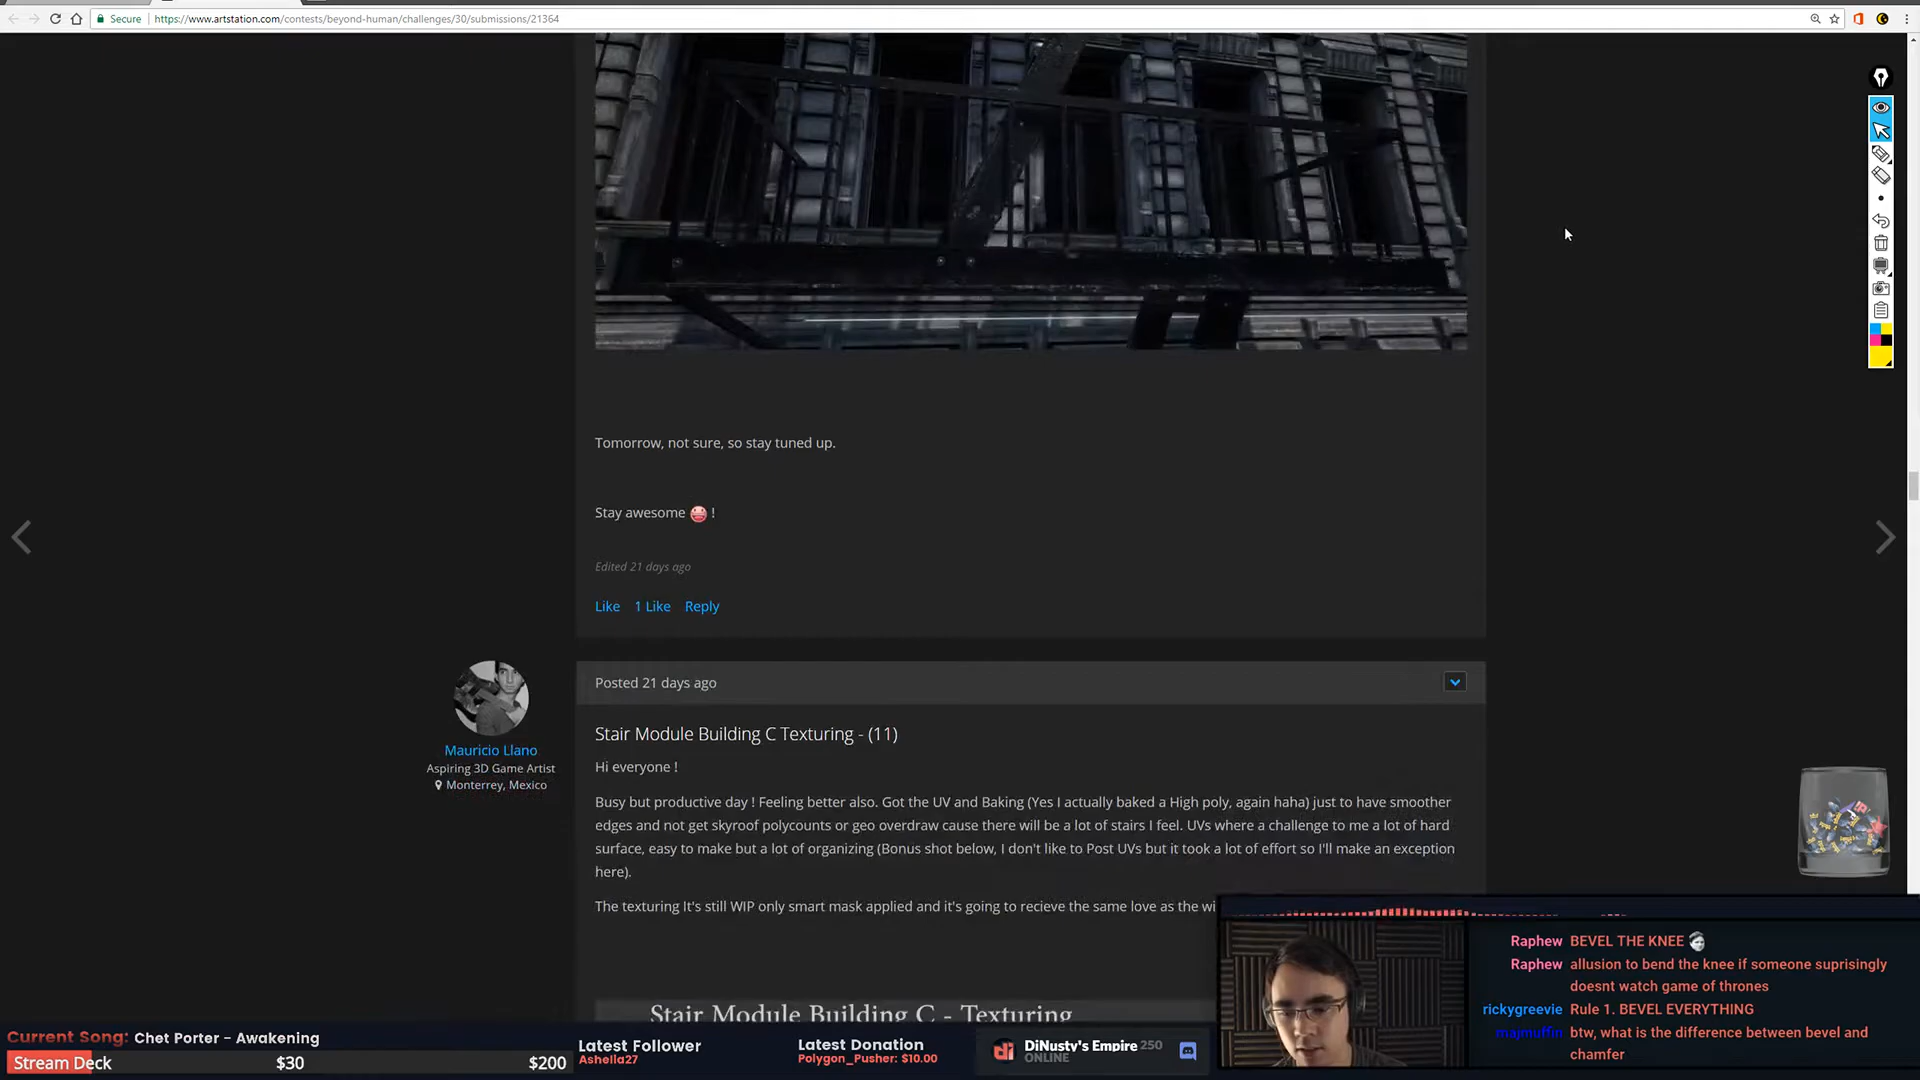 Secure https://www.artstation.com/contests/beyond-human/challenges/30/submissions/21364
Tomorrow, not sure, so stay tuned up.
Stay awesome !
Edited 21 days ago
Like 1 Like Reply
Posted 21 days ago
Mauricio Llano
Aspiring 3D Game Artist
Monterrey, Mexico
Stair Module Building C Texturing - (11)
Hi everyone !
Busy but productive day ! Feeling better also. Got the UV and Baking (Yes I actually baked a High poly, again haha) just to have smoother
edges and not get skyroof polycounts or geo overdraw cause there will be a lot of stairs I feel. UVs where a challenge to me a lot of hard
surface, easy to make but a lot of organizing (Bonus shot below, I don't like to Post UVs but it took a lot of effort so I'll make an exception
here).
The texturing It's still WIP only smart mask applied and it's going to recieve the same love as the wi
Stair Module Building C - Texturing
Raphew BEVEL THE KNEE
Raphew allusion to bend the knee if someone suprisingly
doesnt watch game of thrones
rickygreevie Rule 1. BEVEL EVERYTHING
majmuffin btw, what is the difference between bevel and
chamfer
Current Song: Chet Porter - Awakening
Stream Deck $30 $200
Latest Follower
Ashella27
Latest Donation
Polygon_Pusher: $10.00
di DiNusty's Empire 250
ONLINE